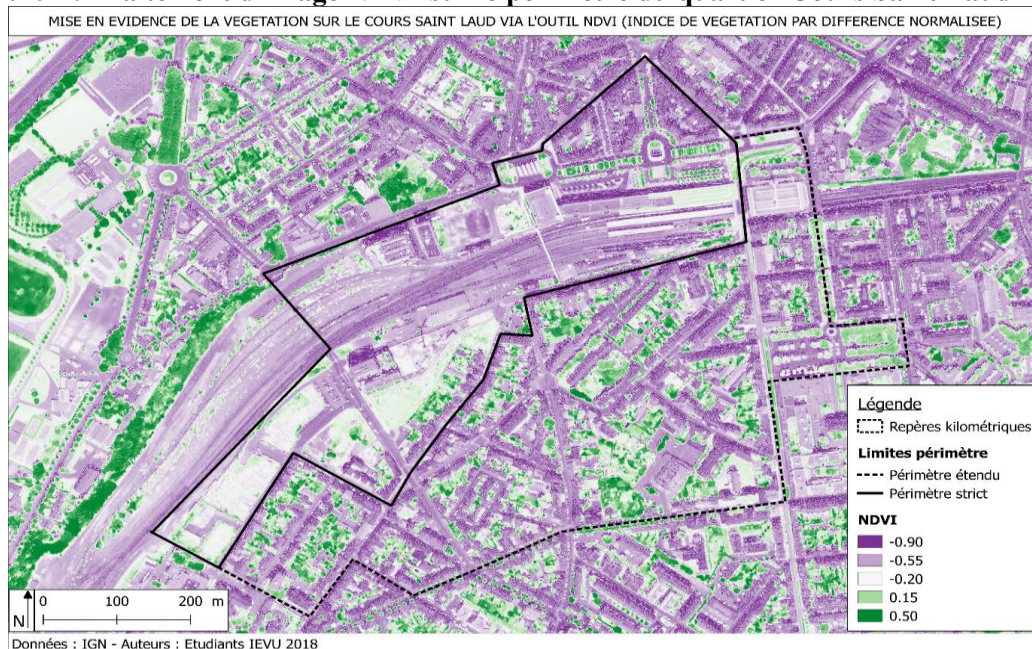 MISE EN EVIDENCE DE LA VEGETATION SUR LE COURS SAINT LAUD VIA L'OUTIL NDVI (INDICE DE VEGETATION PAR DIFFERENCE NORMALISEE)
Légende
Repères kilométriques
Limites périmètre
Périmètre étendu
Périmètre strict
NDVI
-0.90
-0.55
-0.20
0.15
0.50
0 100 200 m
N
Données : IGN - Auteurs : Etudiants IEVU 2018